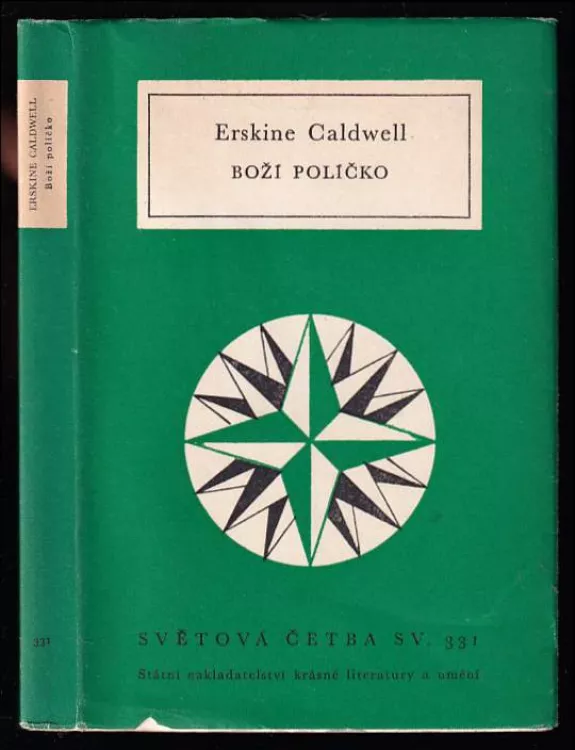 ERSKINE CALDWELL
Boží políčko
331
Erskine Caldwell
BOŽÍ POLÍČKO
SVĚTOVÁ ČETBA SV. 331
Státní nakladatelství krásné literatury a umění